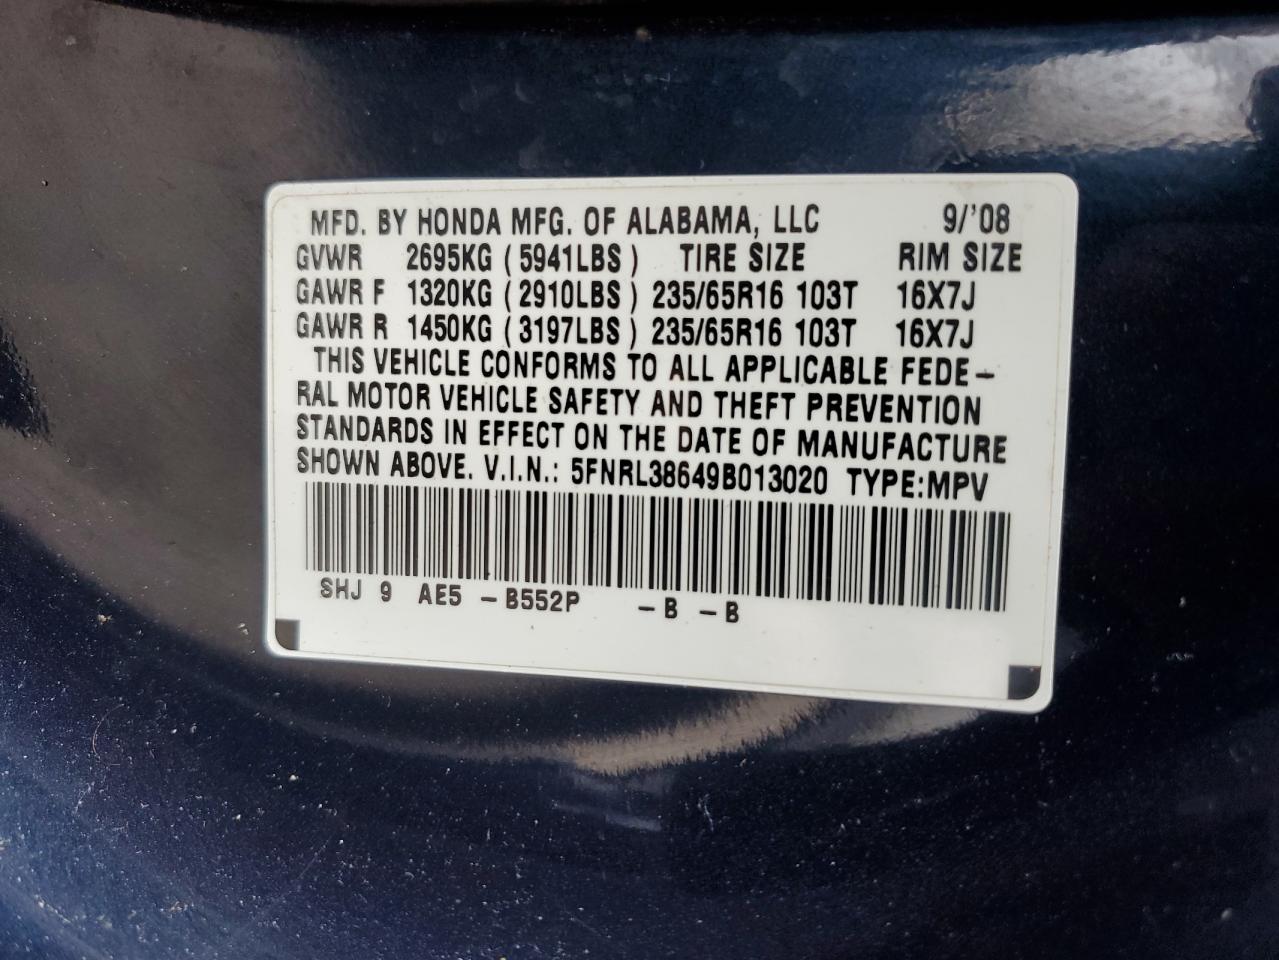 MFD. BY HONDA MFG. OF ALABAMA, LLC 9/'08
GVWR 2695KG (5941LBS) TIRE SIZE RIM SIZE
GAWR F 1320KG (2910LBS) 235/65R16 103T 16X7J
GAWR R 1450KG (3197LBS) 235/65R16 103T 16X7J
THIS VEHICLE CONFORMS TO ALL APPLICABLE FEDE-
RAL MOTOR VEHICLE SAFETY AND THEFT PREVENTION
STANDARDS IN EFFECT ON THE DATE OF MANUFACTURE
SHOWN ABOVE. V.I.N.: 5FNRL38649B013020 TYPE:MPV
SHJ 9 AE5 -B552P -B -B